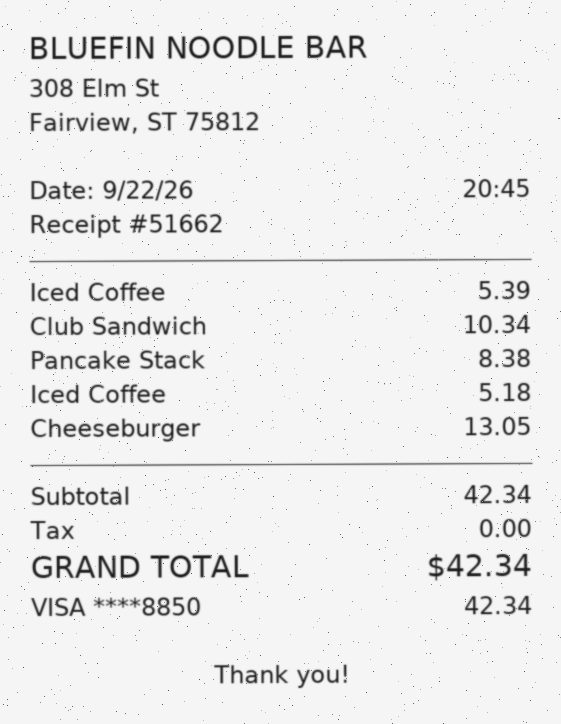 BLUEFIN NOODLE BAR
308 Elm St
Fairview, ST 75812
Date: 9/22/26 20:45
Receipt #51662
Iced Coffee 5.39
Club Sandwich 10.34
Pancake Stack 8.38
Iced Coffee 5.18
Cheeseburger 13.05
Subtotal 42.34
Tax 0.00
GRAND TOTAL $42.34
VISA ****8850 42.34
Thank you!